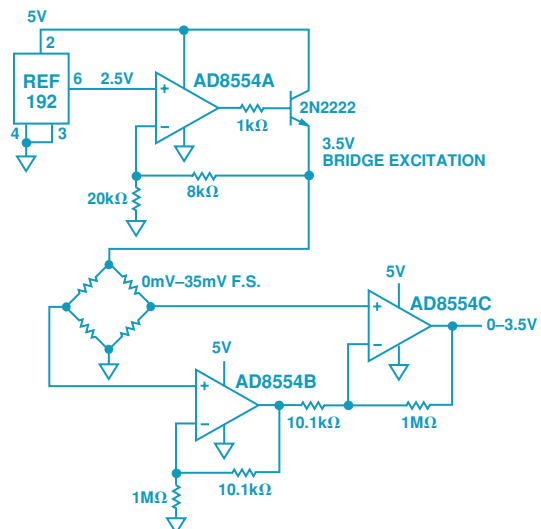 5V
2
REF
192
6
2.5V
4
3
+
−
AD8554A
1kΩ
2N2222
3.5V
BRIDGE EXCITATION
20kΩ
8kΩ
0mV–35mV F.S.
5V
+
−
AD8554C
0–3.5V
5V
+
−
AD8554B
10.1kΩ
1MΩ
1MΩ
10.1kΩ